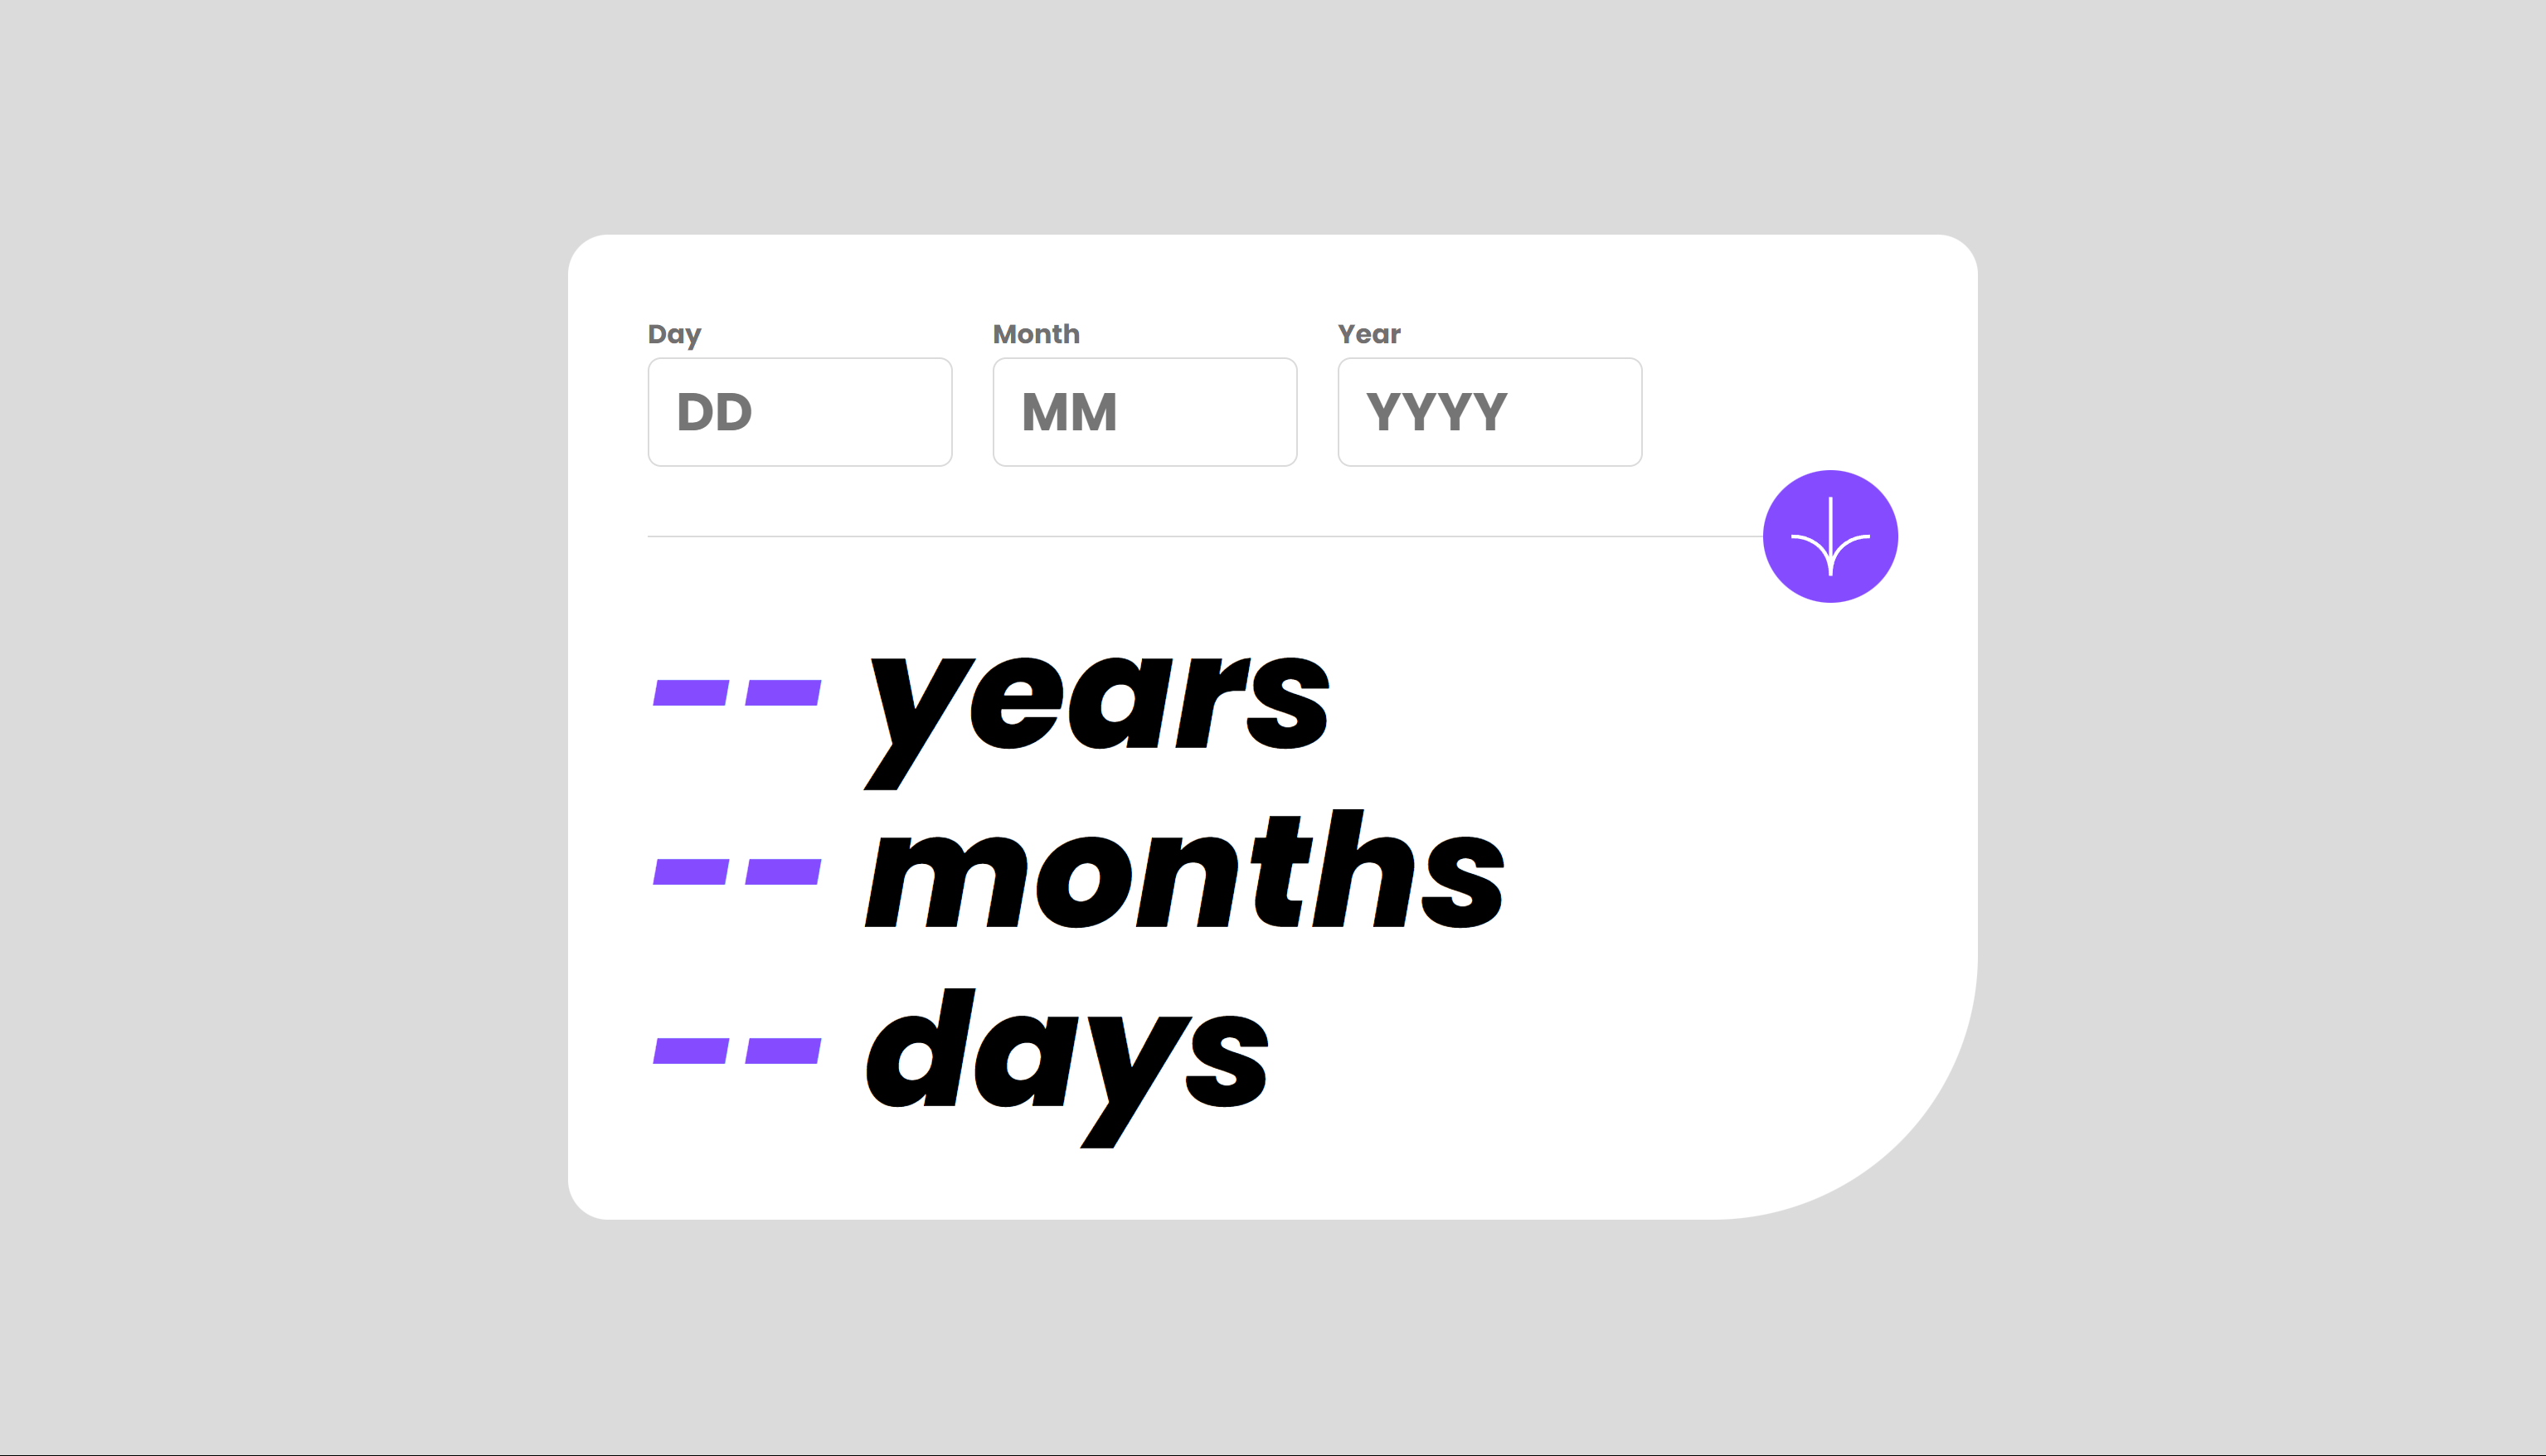 Day Month Year
DD MM YYYY
-- years
-- months
-- days